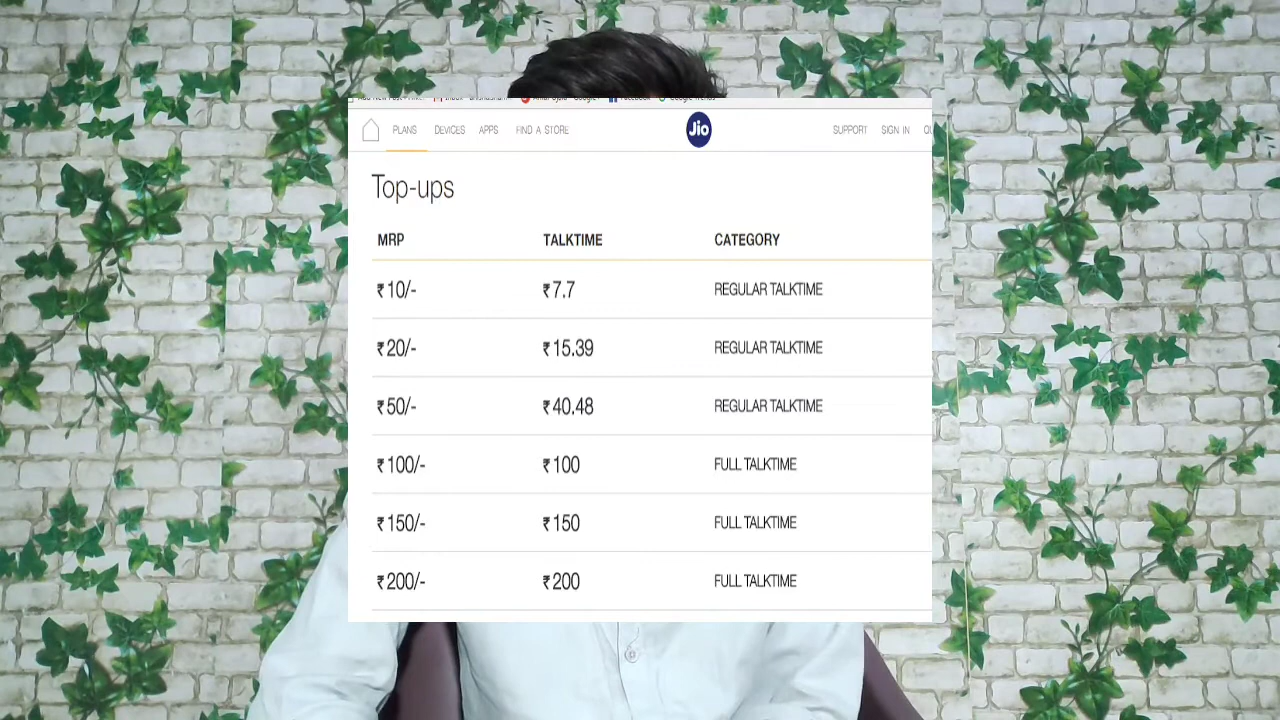 PLANS DEVICES APPS FIND A STORE Jio SUPPORT SIGN IN
Top-ups
MRP TALKTIME CATEGORY
₹10/- ₹7.7 REGULAR TALKTIME
₹20/- ₹15.39 REGULAR TALKTIME
₹50/- ₹40.48 REGULAR TALKTIME
₹100/- ₹100 FULL TALKTIME
₹150/- ₹150 FULL TALKTIME
₹200/- ₹200 FULL TALKTIME